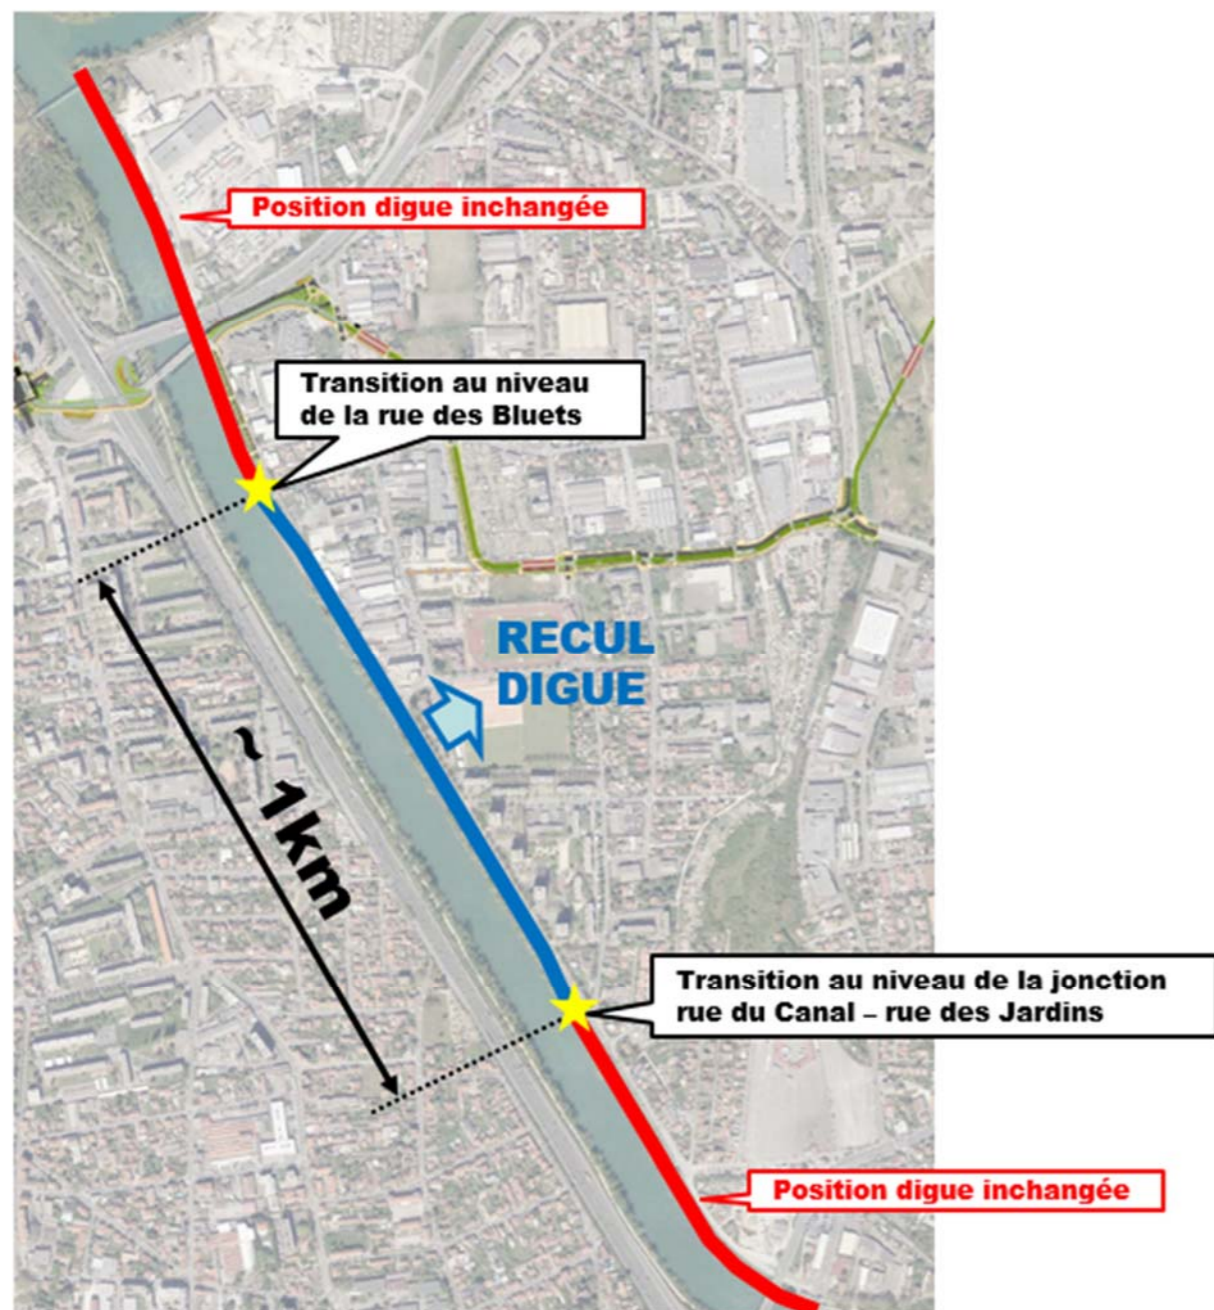 Position digue inchangée
Transition au niveau
de la rue des Bluets
RECUL
DIGUE
~ 1km
Transition au niveau de la jonction
rue du Canal – rue des Jardins
Position digue inchangée